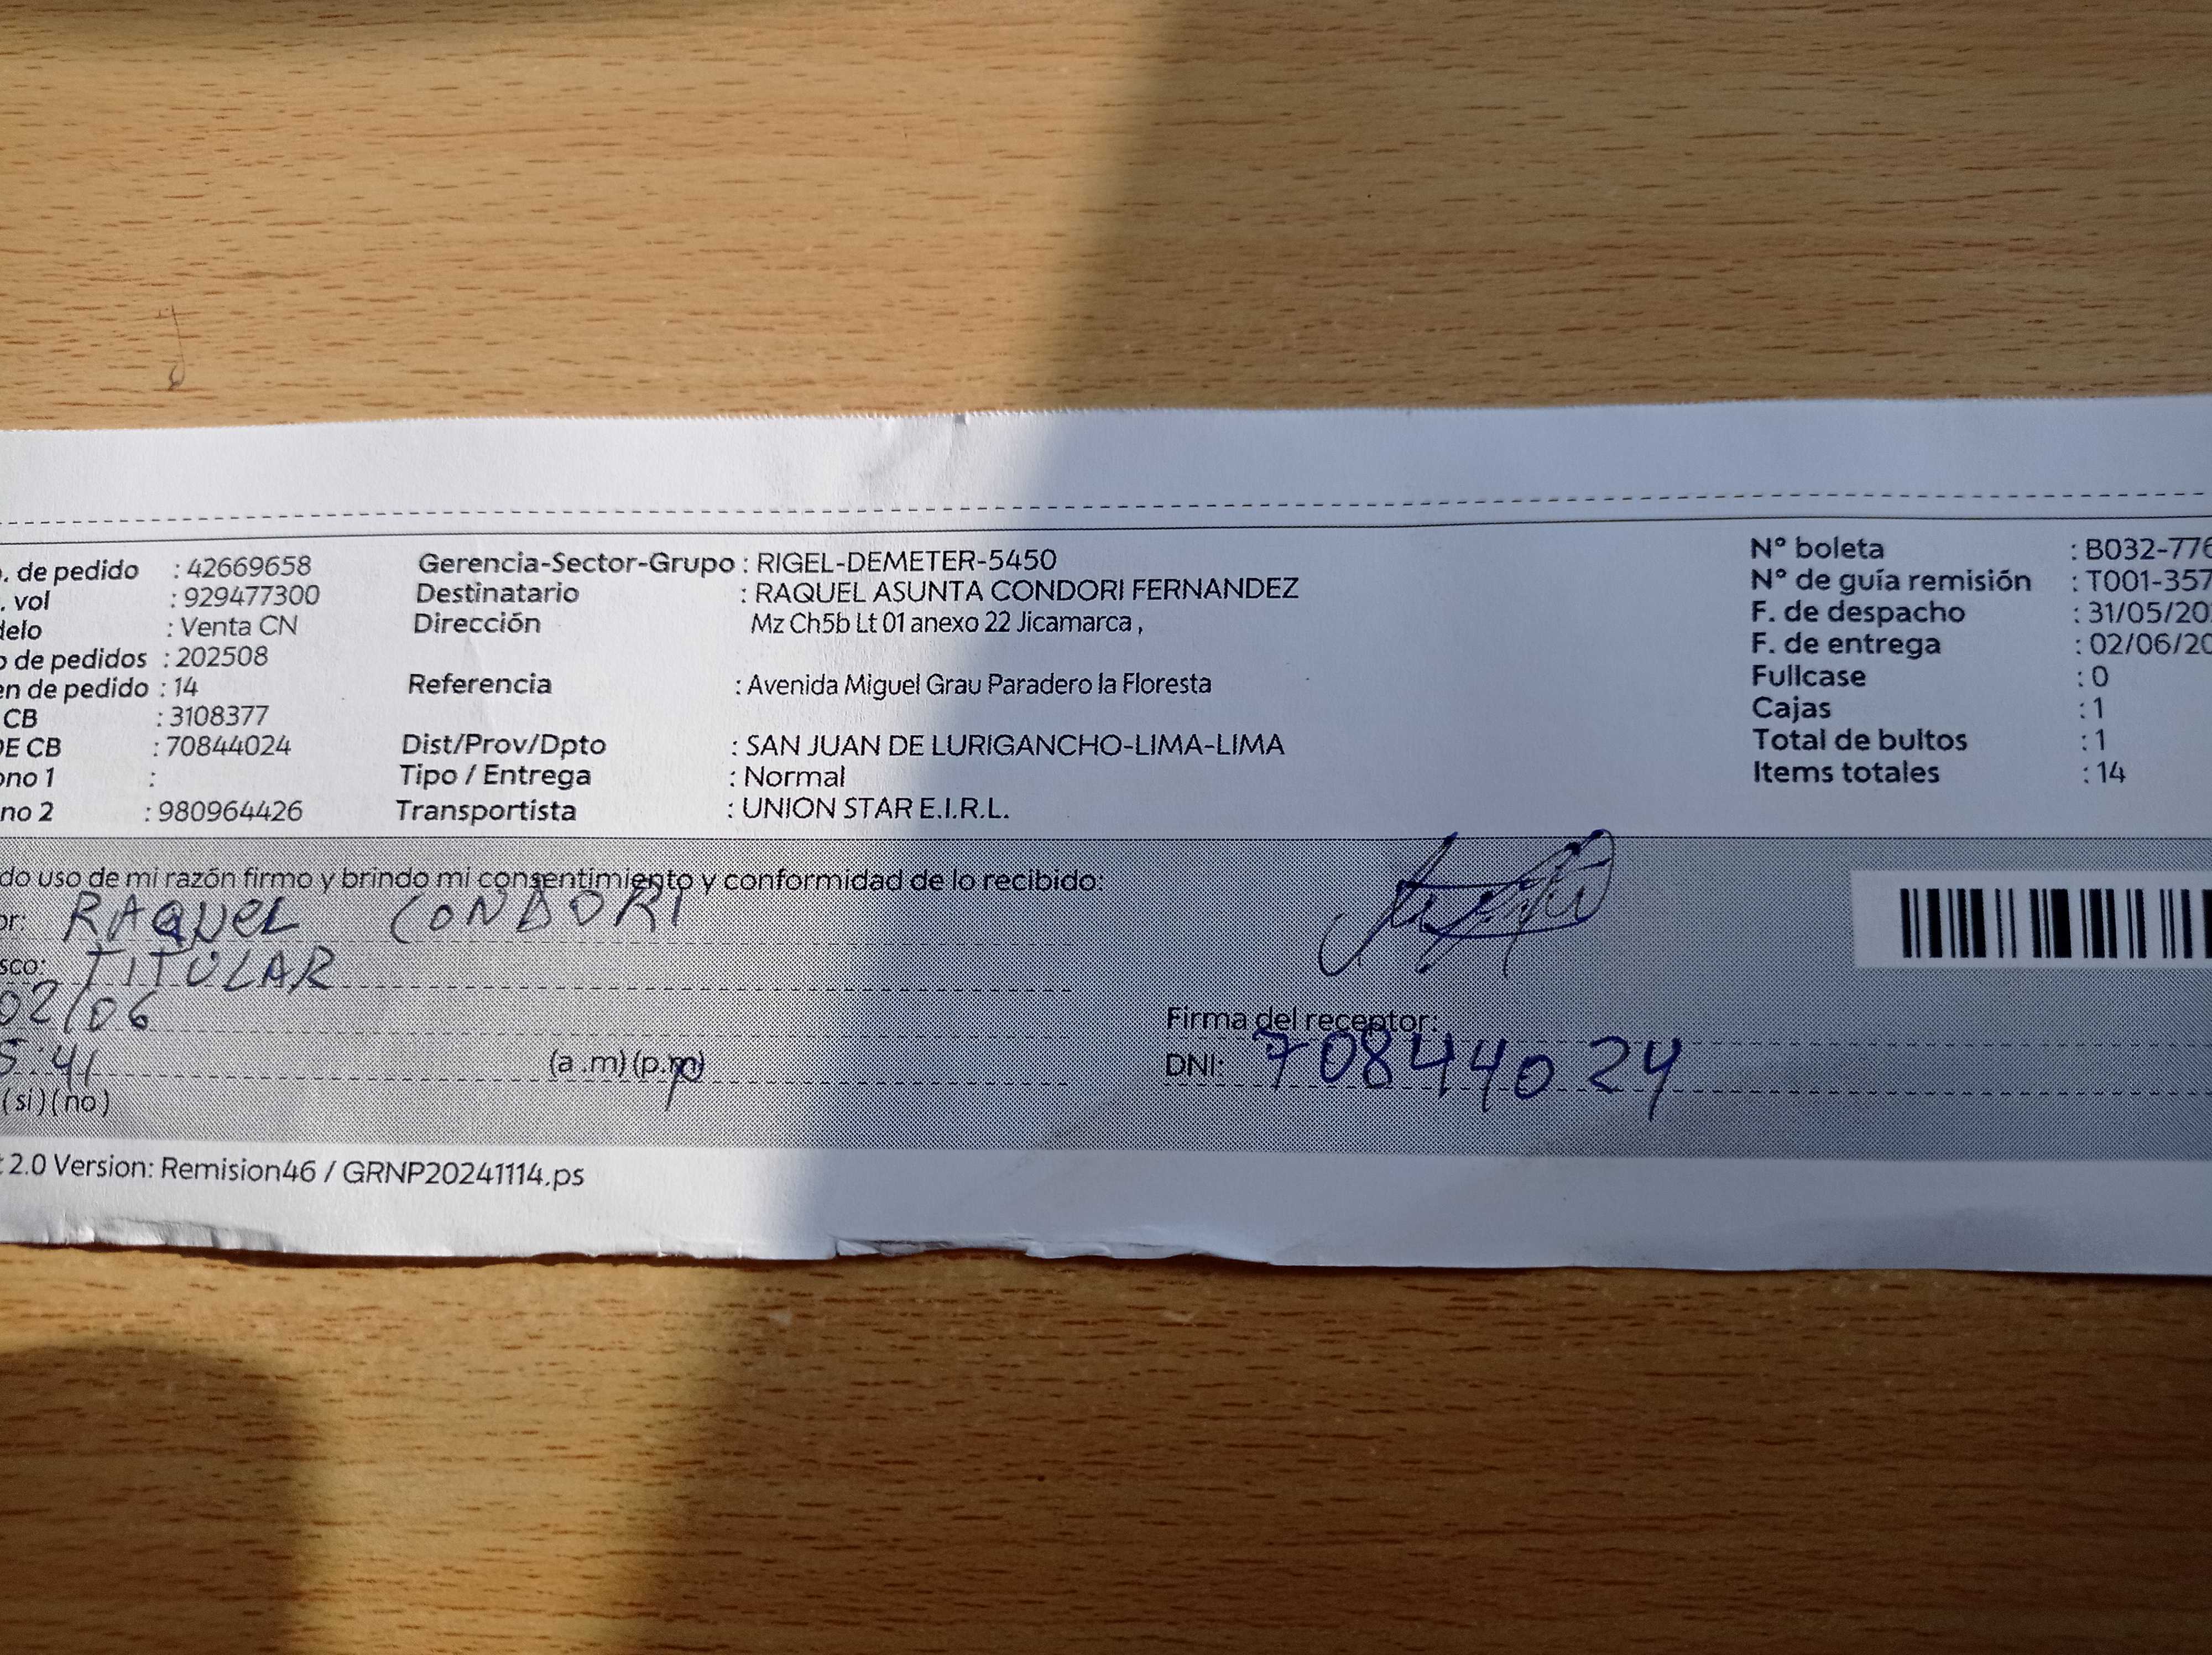 . de pedido : 42669658 Gerencia-Sector-Grupo : RIGEL-DEMETER-5450 N° boleta : B032-776
. vol : 929477300 Destinatario : RAQUEL ASUNTA CONDORI FERNANDEZ N° de guía remisión : T001-357
delo : Venta CN Dirección Mz Ch5b Lt 01 anexo 22 Jicamarca , F. de despacho : 31/05/20
o de pedidos : 202508 F. de entrega : 02/06/20
en de pedido : 14 Referencia : Avenida Miguel Grau Paradero la Floresta Fullcase : 0
CB : 3108377 Cajas : 1
DE CB : 70844024 Dist/Prov/Dpto : SAN JUAN DE LURIGANCHO-LIMA-LIMA Total de bultos : 1
ono 1 : Tipo / Entrega : Normal Items totales : 14
no 2 : 980964426 Transportista : UNION STAR E.I.R.L.
do uso de mi razón firmo y brindo mi consentimiento y conformidad de lo recibido:
or: RAQUEL CONDORI
sco: TITULAR
02/06
Firma del receptor:
5:41 (a .m) (p.m) DNI: 70844024
(si) (no)
2.0 Version: Remision46 / GRNP20241114.ps